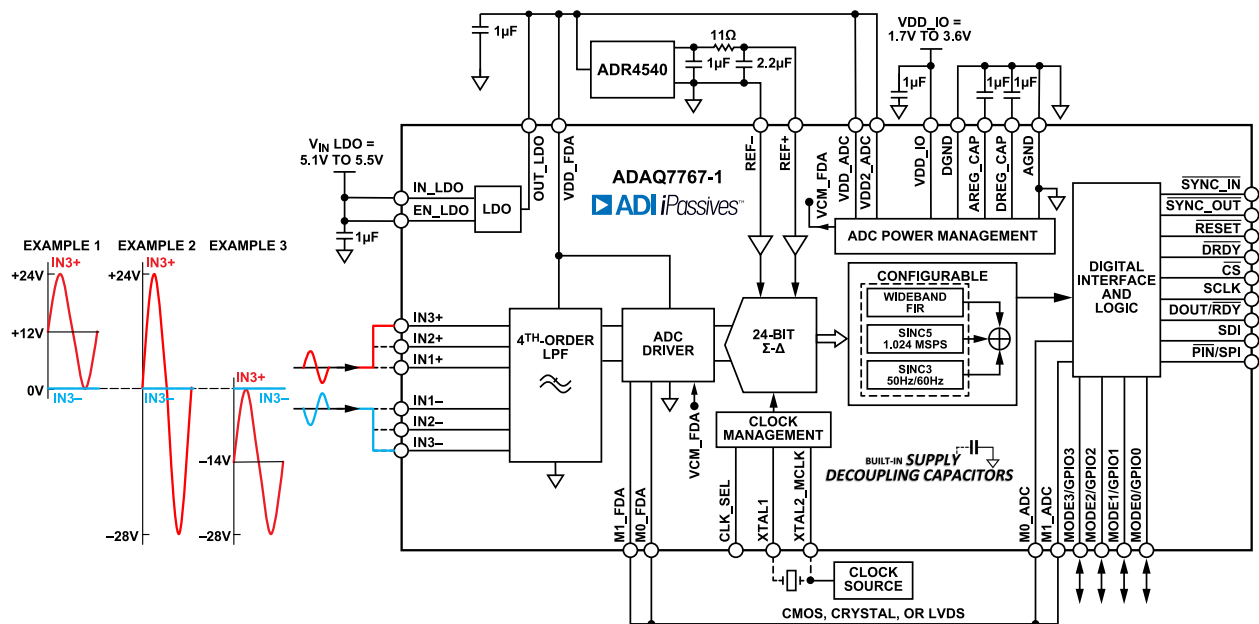 1µF
ADR4540
11Ω
1µF
2.2µF
VDD_IO =
1.7V TO 3.6V
1µF
1µF
1µF
V_IN LDO =
5.1V TO 5.5V
OUT_LDO
VDD_FDA
REF−
REF+
VCM_FDA
VDD_ADC
VDD2_ADC
VDD_IO
DGND
AREG_CAP
DREG_CAP
AGND
ADAQ7767-1
ADI iPassives™
IN_LDO
EN_LDO
LDO
1µF
ADC POWER MANAGEMENT
SYNC_IN
SYNC_OUT
RESET
DRDY
CS
SCLK
DOUT/RDY
SDI
PIN/SPI
DIGITAL
INTERFACE
AND
LOGIC
EXAMPLE 1
EXAMPLE 2
EXAMPLE 3
IN3+
+24V
+12V
0V
IN3−
IN3+
+24V
IN3−
−28V
IN3+
IN3−
−14V
−28V
IN3+
IN2+
IN1+
IN1−
IN2−
IN3−
4TH-ORDER
LPF
ADC
DRIVER
24-BIT
Σ-Δ
CONFIGURABLE
WIDEBAND
FIR
SINC5
1.024 MSPS
SINC3
50Hz/60Hz
VCM_FDA
CLOCK
MANAGEMENT
BUILT-IN SUPPLY
DECOUPLING CAPACITORS
M1_FDA
M0_FDA
CLK_SEL
XTAL1
XTAL2_MCLK
M0_ADC
M1_ADC
MODE3/GPIO3
MODE2/GPIO2
MODE1/GPIO1
MODE0/GPIO0
CLOCK
SOURCE
CMOS, CRYSTAL, OR LVDS